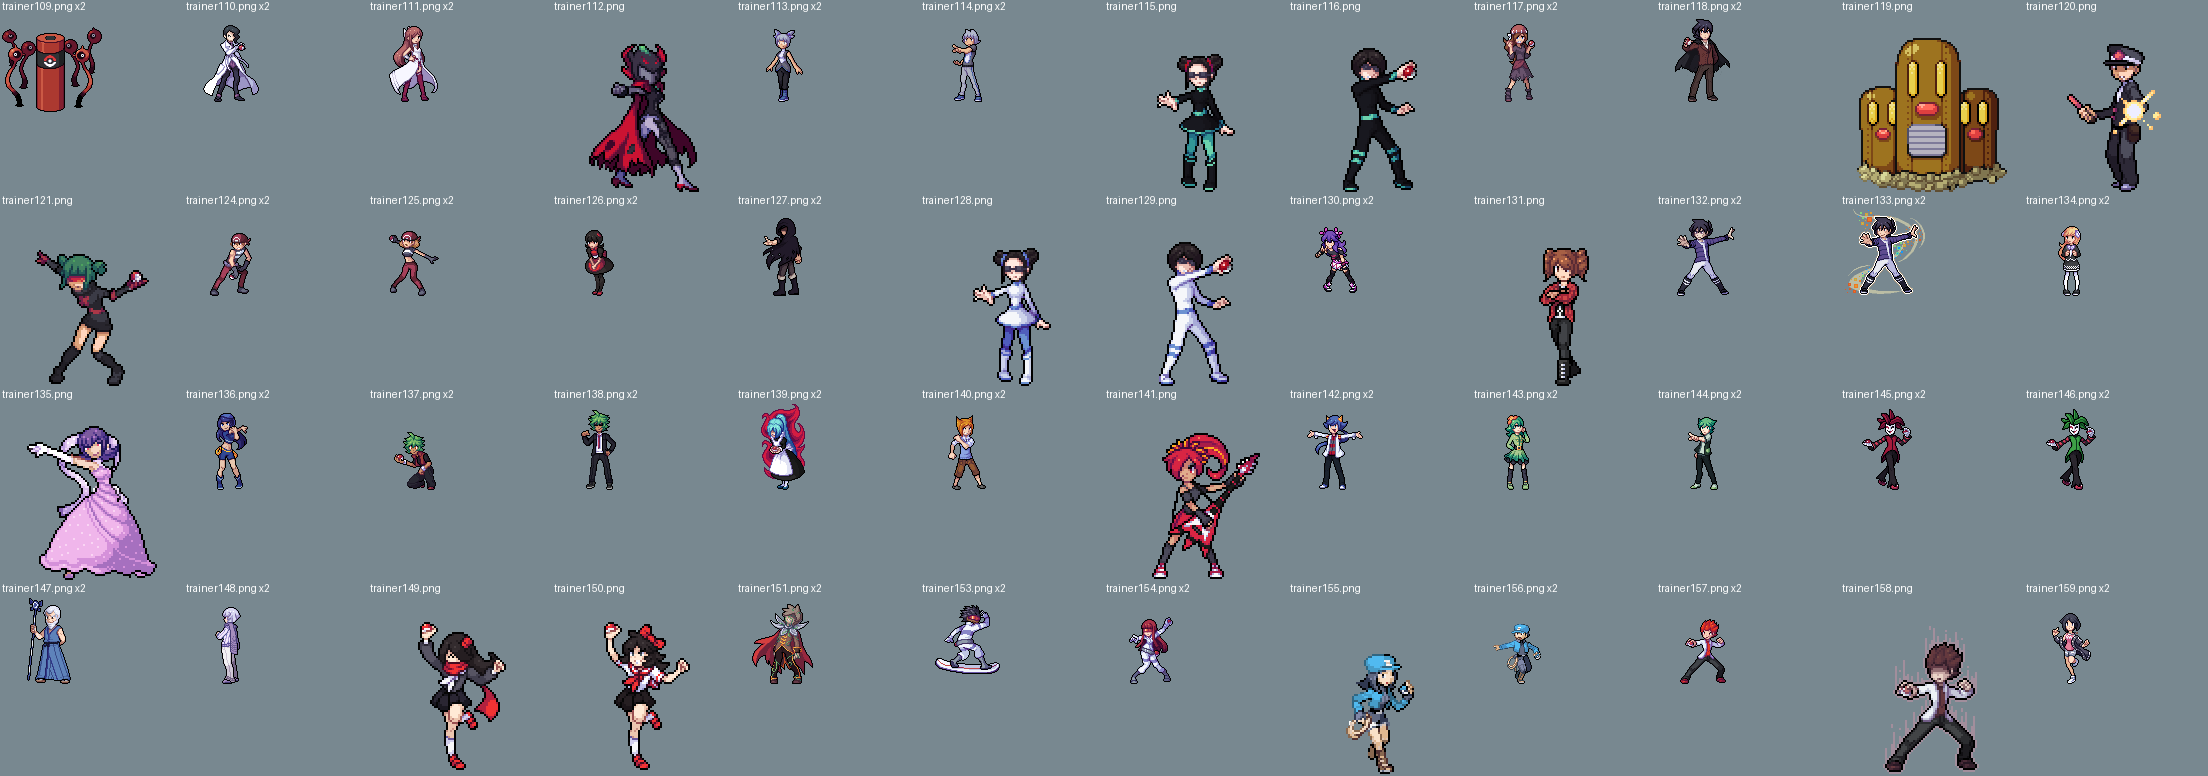 trainer109.png x2
trainer110.png x2
trainer111.png x2
trainer112.png
trainer113.png x2
trainer114.png x2
trainer115.png
trainer116.png
trainer117.png x2
trainer118.png x2
trainer119.png
trainer120.png
trainer121.png
trainer124.png x2
trainer125.png x2
trainer126.png x2
trainer127.png x2
trainer128.png
trainer129.png
trainer130.png x2
trainer131.png
trainer132.png x2
trainer133.png x2
trainer134.png x2
trainer135.png
trainer136.png x2
trainer137.png x2
trainer138.png x2
trainer139.png x2
trainer140.png x2
trainer141.png
trainer142.png x2
trainer143.png x2
trainer144.png x2
trainer145.png x2
trainer146.png x2
trainer147.png x2
trainer148.png x2
trainer149.png
trainer150.png
trainer151.png x2
trainer153.png x2
trainer154.png x2
trainer155.png
trainer156.png x2
trainer157.png x2
trainer158.png
trainer159.png x2